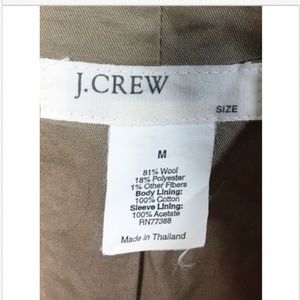 J.CREW
SIZE
M
81% Wool
18% Polyester
1% Other Fibers
Body Lining:
100% Cotton
Sleeve Lining:
100% Acetate
RN77388
Made in Thailand